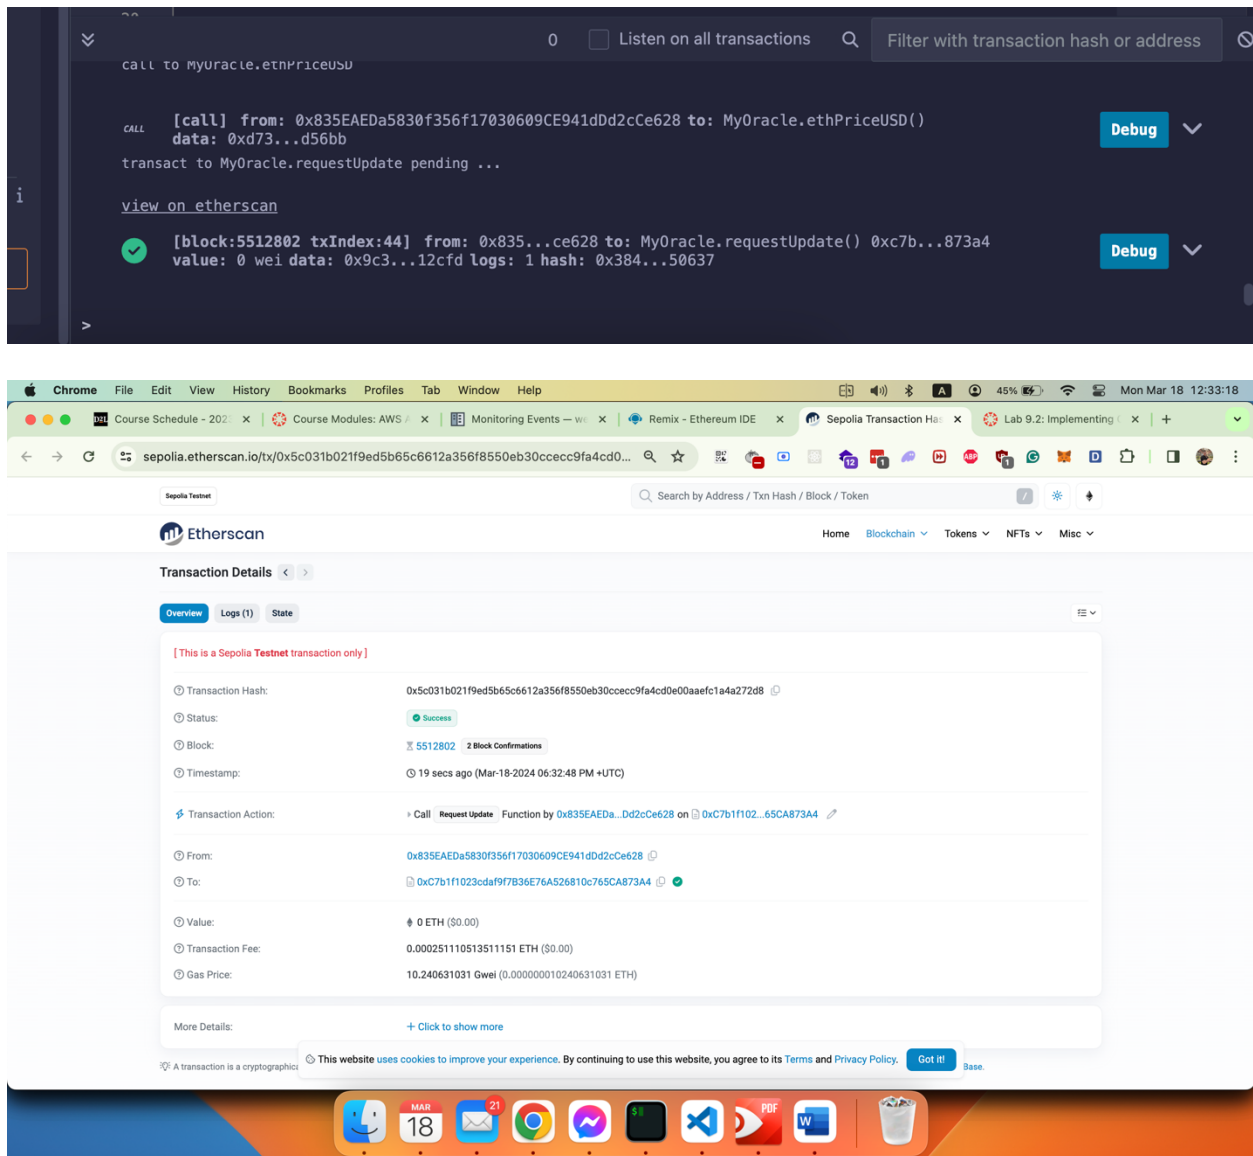 0 Listen on all transactions Filter with transaction hash or address
call to MyOracle.ethPriceUSD
CALL [call] from: 0x835EAEDa5830f356f17030609CE941dDd2cCe628 to: MyOracle.ethPriceUSD() Debug
data: 0xd73...d56bb
transact to MyOracle.requestUpdate pending ...
i
view on etherscan
[block:5512802 txIndex:44] from: 0x835...ce628 to: MyOracle.requestUpdate() 0xc7b...873a4 Debug
value: 0 wei data: 0x9c3...12cfd logs: 1 hash: 0x384...50637
>
Chrome File Edit View History Bookmarks Profiles Tab Window Help A 45% Mon Mar 18 12:33:18
D2L Course Schedule - 202 Course Modules: AWS A Monitoring Events — w Remix - Ethereum IDE Sepolia Transaction Has Lab 9.2: Implementing
sepolia.etherscan.io/tx/0x5c031b021f9ed5b65c6612a356f8550eb30ccecc9fa4cd0... 12 1 ABP 1
Sepolia Testnet Search by Address / Txn Hash / Block / Token /
Etherscan Home Blockchain Tokens NFTs Misc
Transaction Details
Overview Logs (1) State
[ This is a Sepolia Testnet transaction only ]
Transaction Hash: 0x5c031b021f9ed5b65c6612a356f8550eb30ccecc9fa4cd0e00aaefc1a4a272d8
Status: Success
Block: 5512802 2 Block Confirmations
Timestamp: 19 secs ago (Mar-18-2024 06:32:48 PM +UTC)
Transaction Action: Call Request Update Function by 0x835EAEDa...Dd2cCe628 on 0xC7b1f102...65CA873A4
From: 0x835EAEDa5830f356f17030609CE941dDd2cCe628
To: 0xC7b1f1023cdaf9f7B36E76A526810c765CA873A4
Value: 0 ETH ($0.00)
Transaction Fee: 0.000251110513511151 ETH ($0.00)
Gas Price: 10.240631031 Gwei (0.000000010240631031 ETH)
More Details: + Click to show more
This website uses cookies to improve your experience. By continuing to use this website, you agree to its Terms and Privacy Policy. Got it!
A transaction is a cryptographica Base.
MAR 21 PDF
18 W